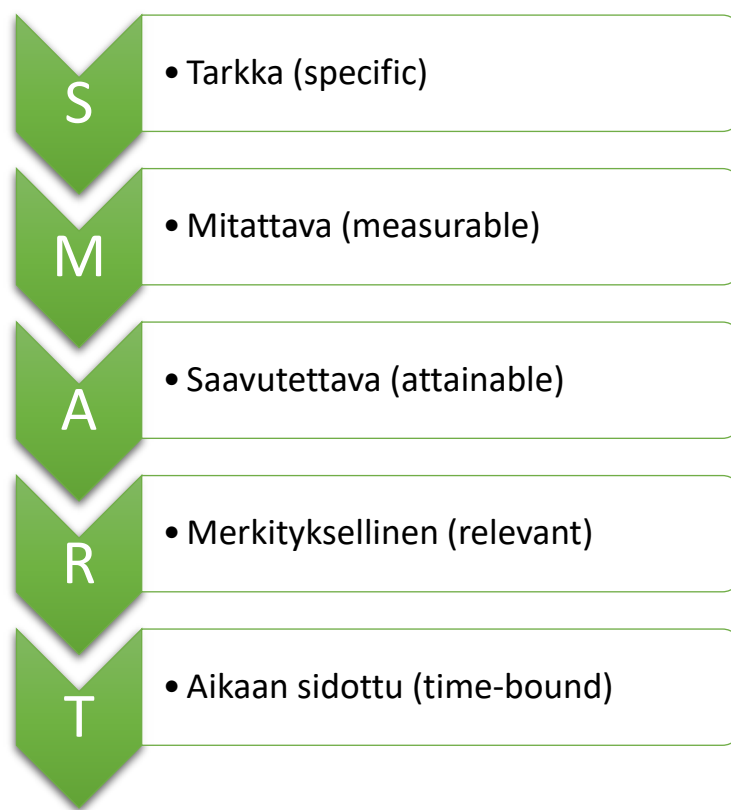 S
• Tarkka (specific)
M
• Mitattava (measurable)
A
• Saavutettava (attainable)
R
• Merkityksellinen (relevant)
T
• Aikaan sidottu (time-bound)